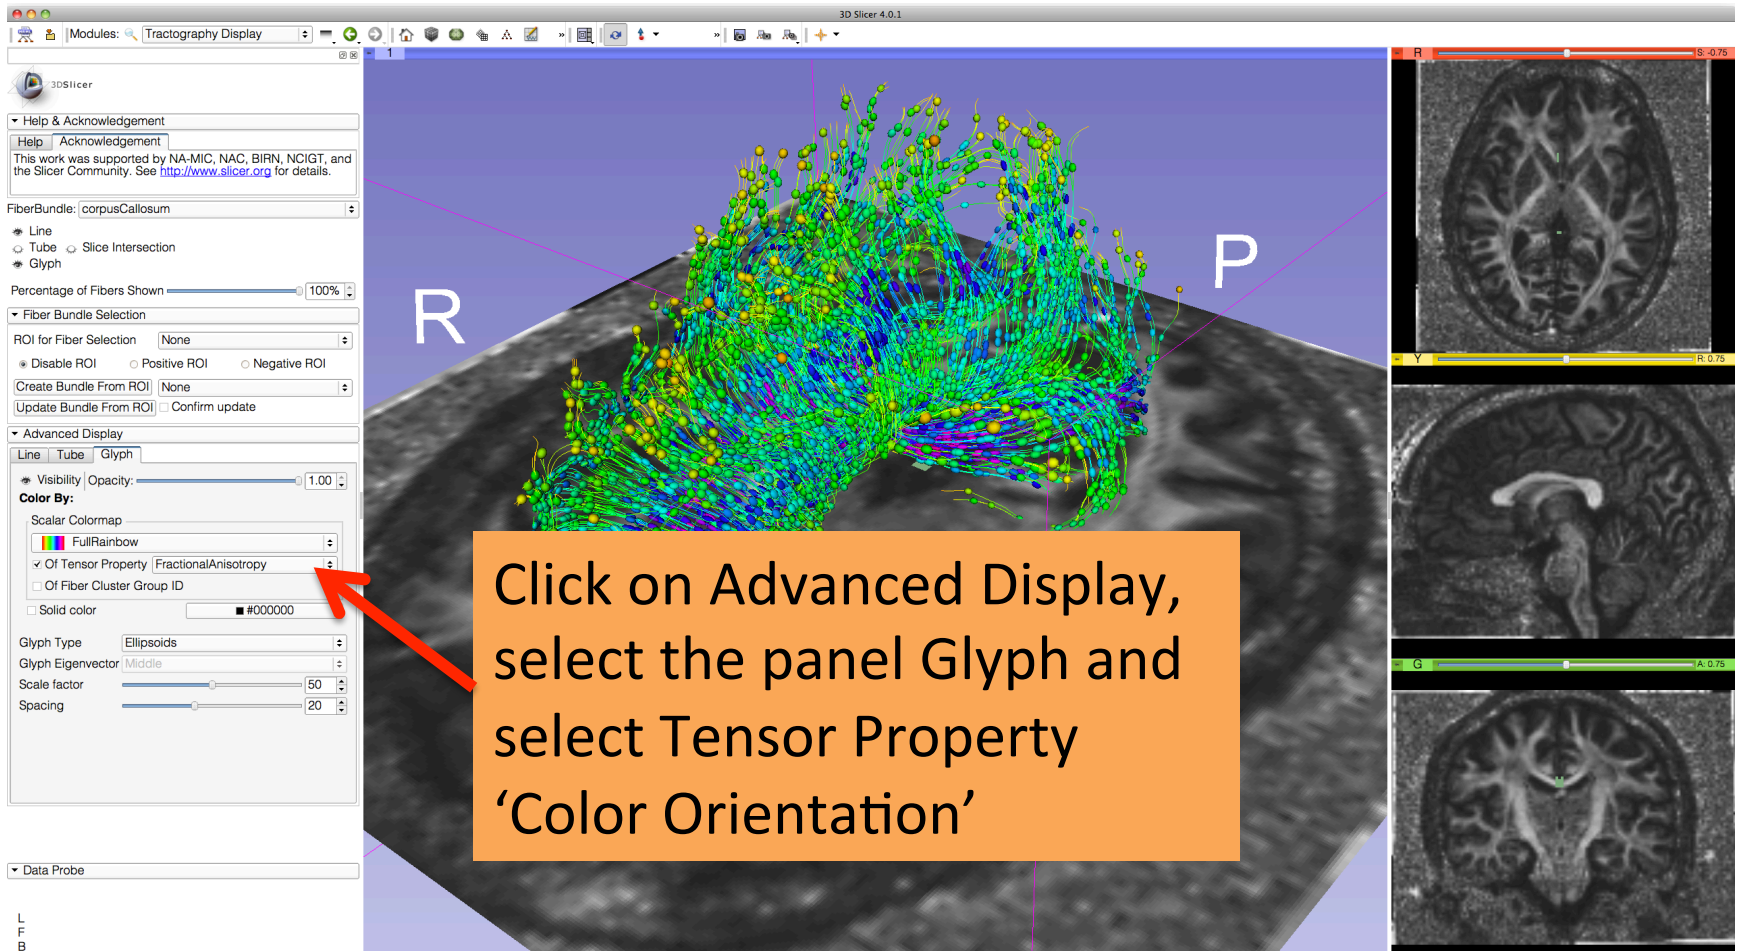 3D Slicer 4.0.1
Modules: Tractography Display
» »
3DSlicer
Help & Acknowledgement
Help Acknowledgement
This work was supported by NA-MIC, NAC, BIRN, NCIGT, and
the Slicer Community. See http://www.slicer.org for details.
FiberBundle: corpusCallosum
Line
Tube Slice Intersection
Glyph
Percentage of Fibers Shown 100%
Fiber Bundle Selection
ROI for Fiber Selection None
Disable ROI Positive ROI Negative ROI
Create Bundle From ROI None
Update Bundle From ROI Confirm update
Advanced Display
Line Tube Glyph
Visibility Opacity: 1.00
Color By:
Scalar Colormap
FullRainbow
Of Tensor Property FractionalAnisotropy
Of Fiber Cluster Group ID
Solid color #000000
Glyph Type Ellipsoids
Glyph Eigenvector Middle
Scale factor 50
Spacing 20
Data Probe
L
F
B
1
R
P
Click on Advanced Display,
select the panel Glyph and
select Tensor Property
‘Color Orientation’
R S: -0.75
Y R: 0.75
G A: 0.75